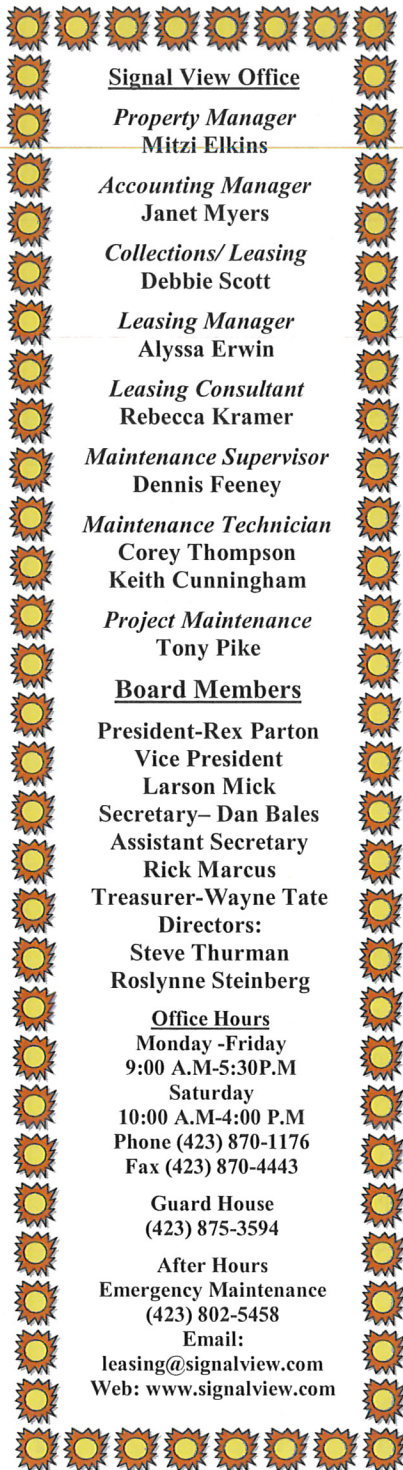 Signal View Office
Property Manager
Mitzi Elkins
Accounting Manager
Janet Myers
Collections/ Leasing
Debbie Scott
Leasing Manager
Alyssa Erwin
Leasing Consultant
Rebecca Kramer
Maintenance Supervisor
Dennis Feeney
Maintenance Technician
Corey Thompson
Keith Cunningham
Project Maintenance
Tony Pike
Board Members
President-Rex Parton
Vice President
Larson Mick
Secretary– Dan Bales
Assistant Secretary
Rick Marcus
Treasurer-Wayne Tate
Directors:
Steve Thurman
Roslynne Steinberg
Office Hours
Monday -Friday
9:00 A.M-5:30P.M
Saturday
10:00 A.M-4:00 P.M
Phone (423) 870-1176
Fax (423) 870-4443
Guard House
(423) 875-3594
After Hours
Emergency Maintenance
(423) 802-5458
Email:
leasing@signalview.com
Web: www.signalview.com